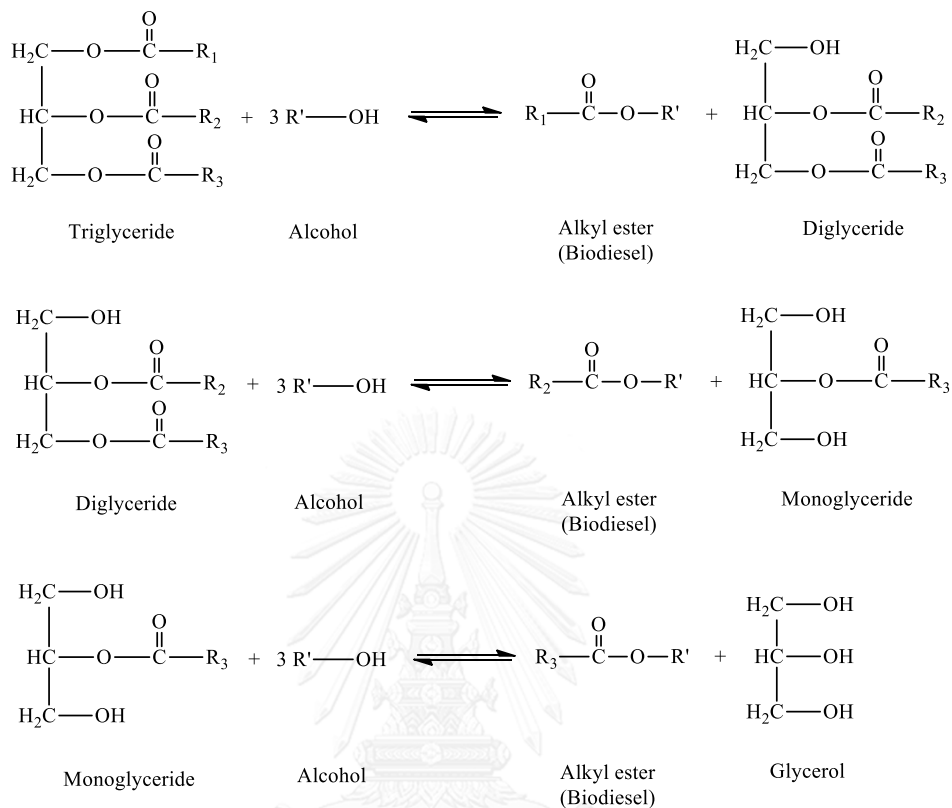 O
H₂C—O—C—R₁
O
HC—O—C—R₂ + 3 R'—OH ⇌ R₁—C—O—R' + HC—O—C—R₂
O
H₂C—O—C—R₃
O
H₂C—OH
O
O
H₂C—O—C—R₃
Triglyceride Alcohol Alkyl ester (Biodiesel) Diglyceride
H₂C—OH
O
HC—O—C—R₂ + 3 R'—OH ⇌ R₂—C—O—R' + HC—O—C—R₃
O
H₂C—O—C—R₃
O
H₂C—OH
O
H₂C—OH
Diglyceride Alcohol Alkyl ester (Biodiesel) Monoglyceride
H₂C—OH
O
HC—O—C—R₃ + 3 R'—OH ⇌ R₃—C—O—R' + HC—OH
H₂C—OH
O
H₂C—OH
H₂C—OH
Monoglyceride Alcohol Alkyl ester (Biodiesel) Glycerol